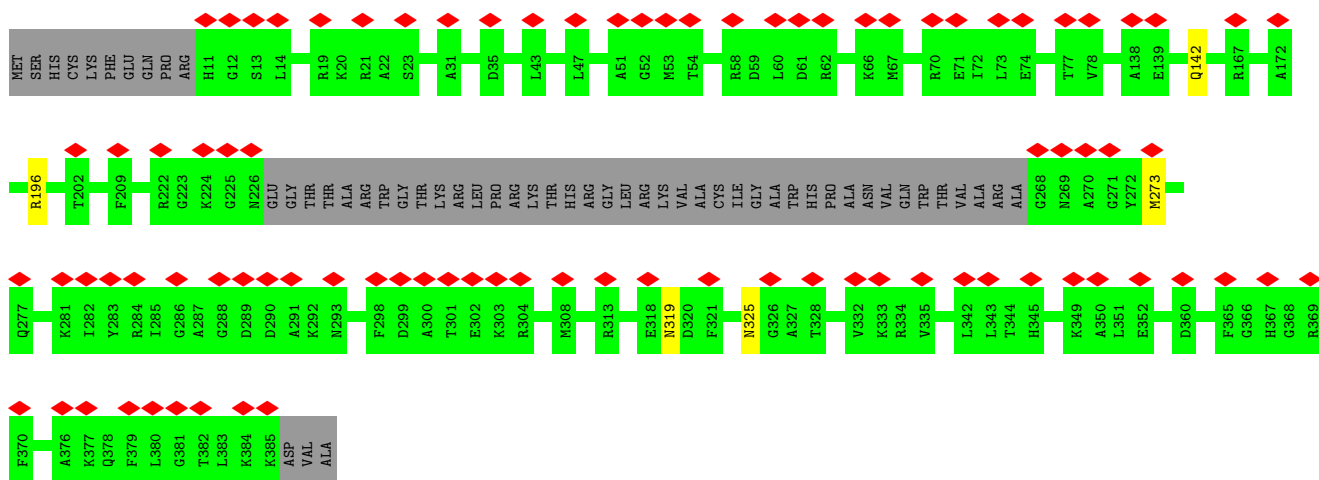 MET SER HIS CYS LYS PHE GLU GLN PRO ARG H11 G12 S13 L14 R19 K20 R21 A22 S23 A31 D35 L43 L47 A51 G52 M53 T54 R58 D59 L60 D61 R62 K66 M67 R70 E71 I72 L73 E74 T77 V78 A138 E139 Q142 R167 A172
R196 T202 F209 R222 G223 K224 G225 N226 GLU GLY THR THR ALA ARG TRP GLY THR LYS ARG LEU PRO ARG LYS THR HIS ARG GLY LEU ARG LYS VAL ALA CYS ILE GLY ALA TRP HIS PRO ALA ASN VAL GLN TRP THR VAL ALA ARG ALA G268 N269 A270 G271 Y272 M273
Q277 K281 I282 Y283 R284 I285 G286 A287 G288 D289 D290 A291 K292 N293 F298 D299 A300 T301 E302 K303 R304 M308 R313 E318 N319 D320 F321 N325 G326 A327 T328 V332 K333 R334 V335 L342 L343 T344 H345 K349 A350 L351 E352 D360 F365 G366 H367 G368 R369
F370 A376 K377 Q378 F379 L380 G381 T382 L383 K384 K385 ASP VAL ALA